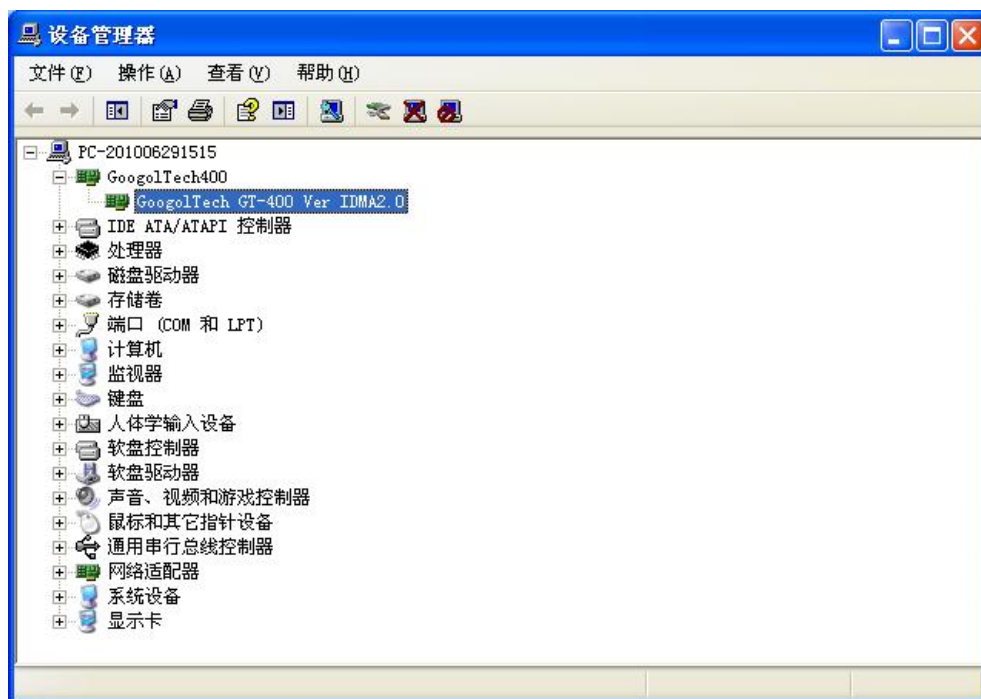 设备管理器
文件(F) 操作(A) 查看(V) 帮助(H)
PC-201006291515
GoogolTech400
GoogolTech GT-400 Ver IDMA2.0
IDE ATA/ATAPI 控制器
处理器
磁盘驱动器
存储卷
端口 (COM 和 LPT)
计算机
监视器
键盘
人体学输入设备
软盘控制器
软盘驱动器
声音、视频和游戏控制器
鼠标和其它指针设备
通用串行总线控制器
网络适配器
系统设备
显示卡